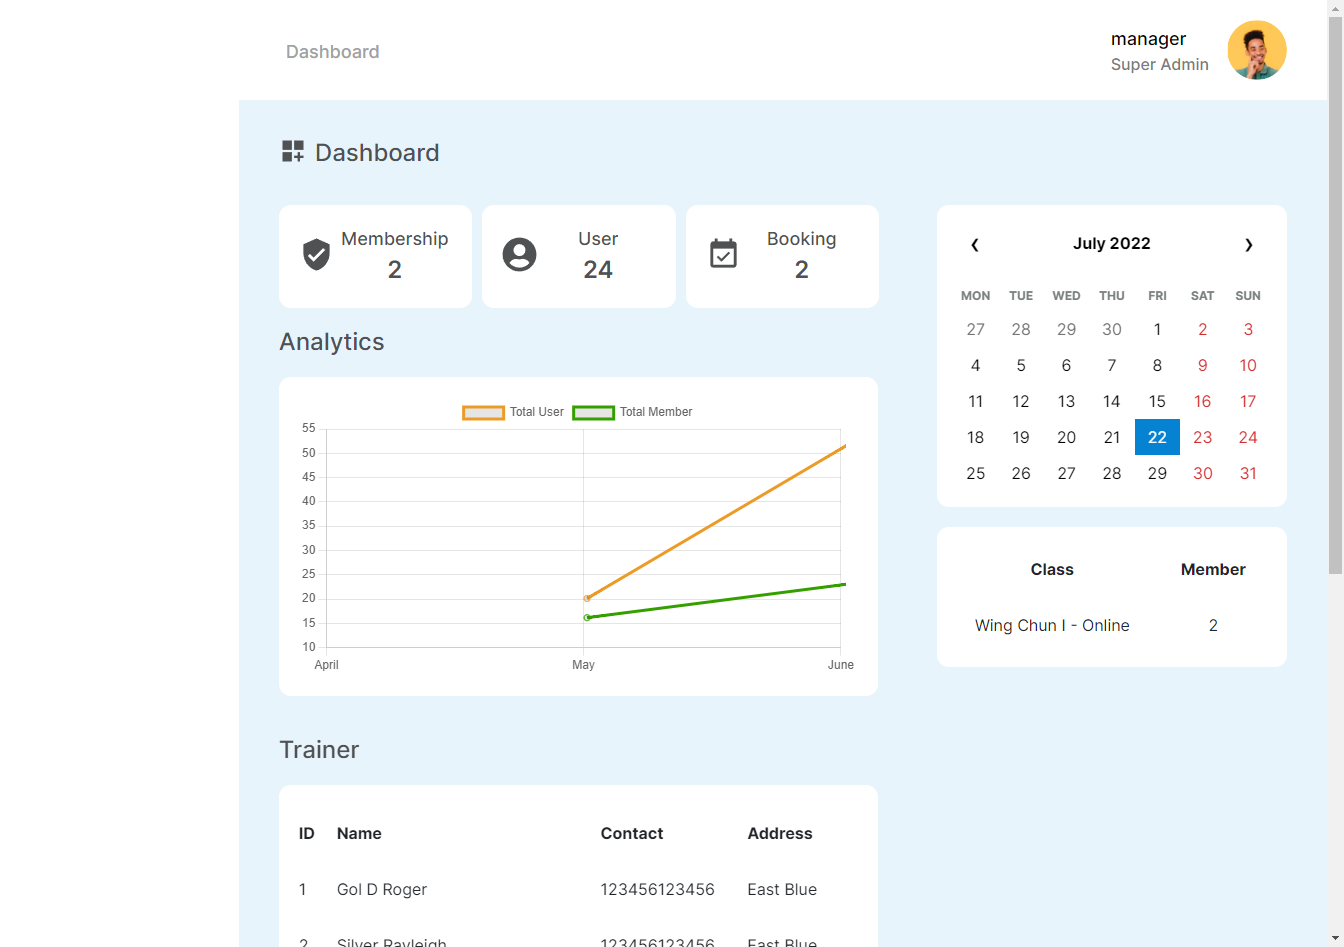 Dashboard
manager
Super Admin
Dashboard
Membership
2
User
24
Booking
2
Analytics
Total User Total Member
55
50
45
40
35
30
25
20
15
10
April May June
❮ July 2022 ❯
MON TUE WED THU FRI SAT SUN
27 28 29 30 1 2 3
4 5 6 7 8 9 10
11 12 13 14 15 16 17
18 19 20 21 22 23 24
25 26 27 28 29 30 31
Class Member
Wing Chun I - Online 2
Trainer
ID Name Contact Address
1 Gol D Roger 123456123456 East Blue
2 Silver Rayleigh 123456123456 East Blue